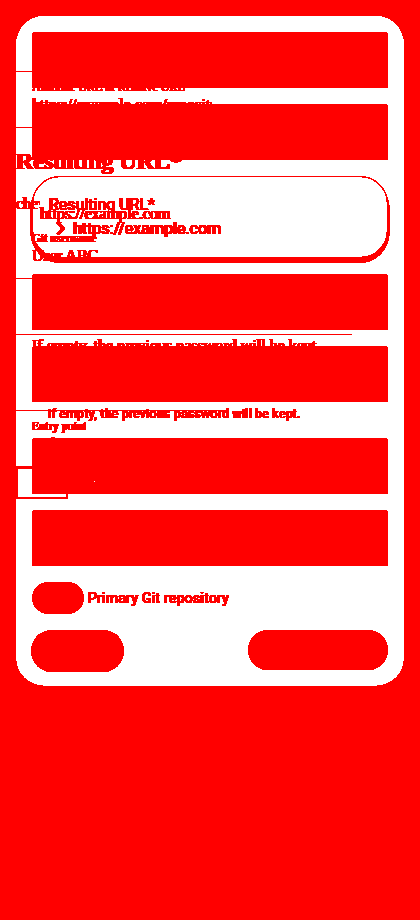 https://example.com/reposit
Resulting URL*
Resulting URL*
che
https://example.com
https://example.com
Git username
User ABC
If empty, the previous password will be kept.
If empty, the previous password will be kept.
Entry point
Primary Git repository